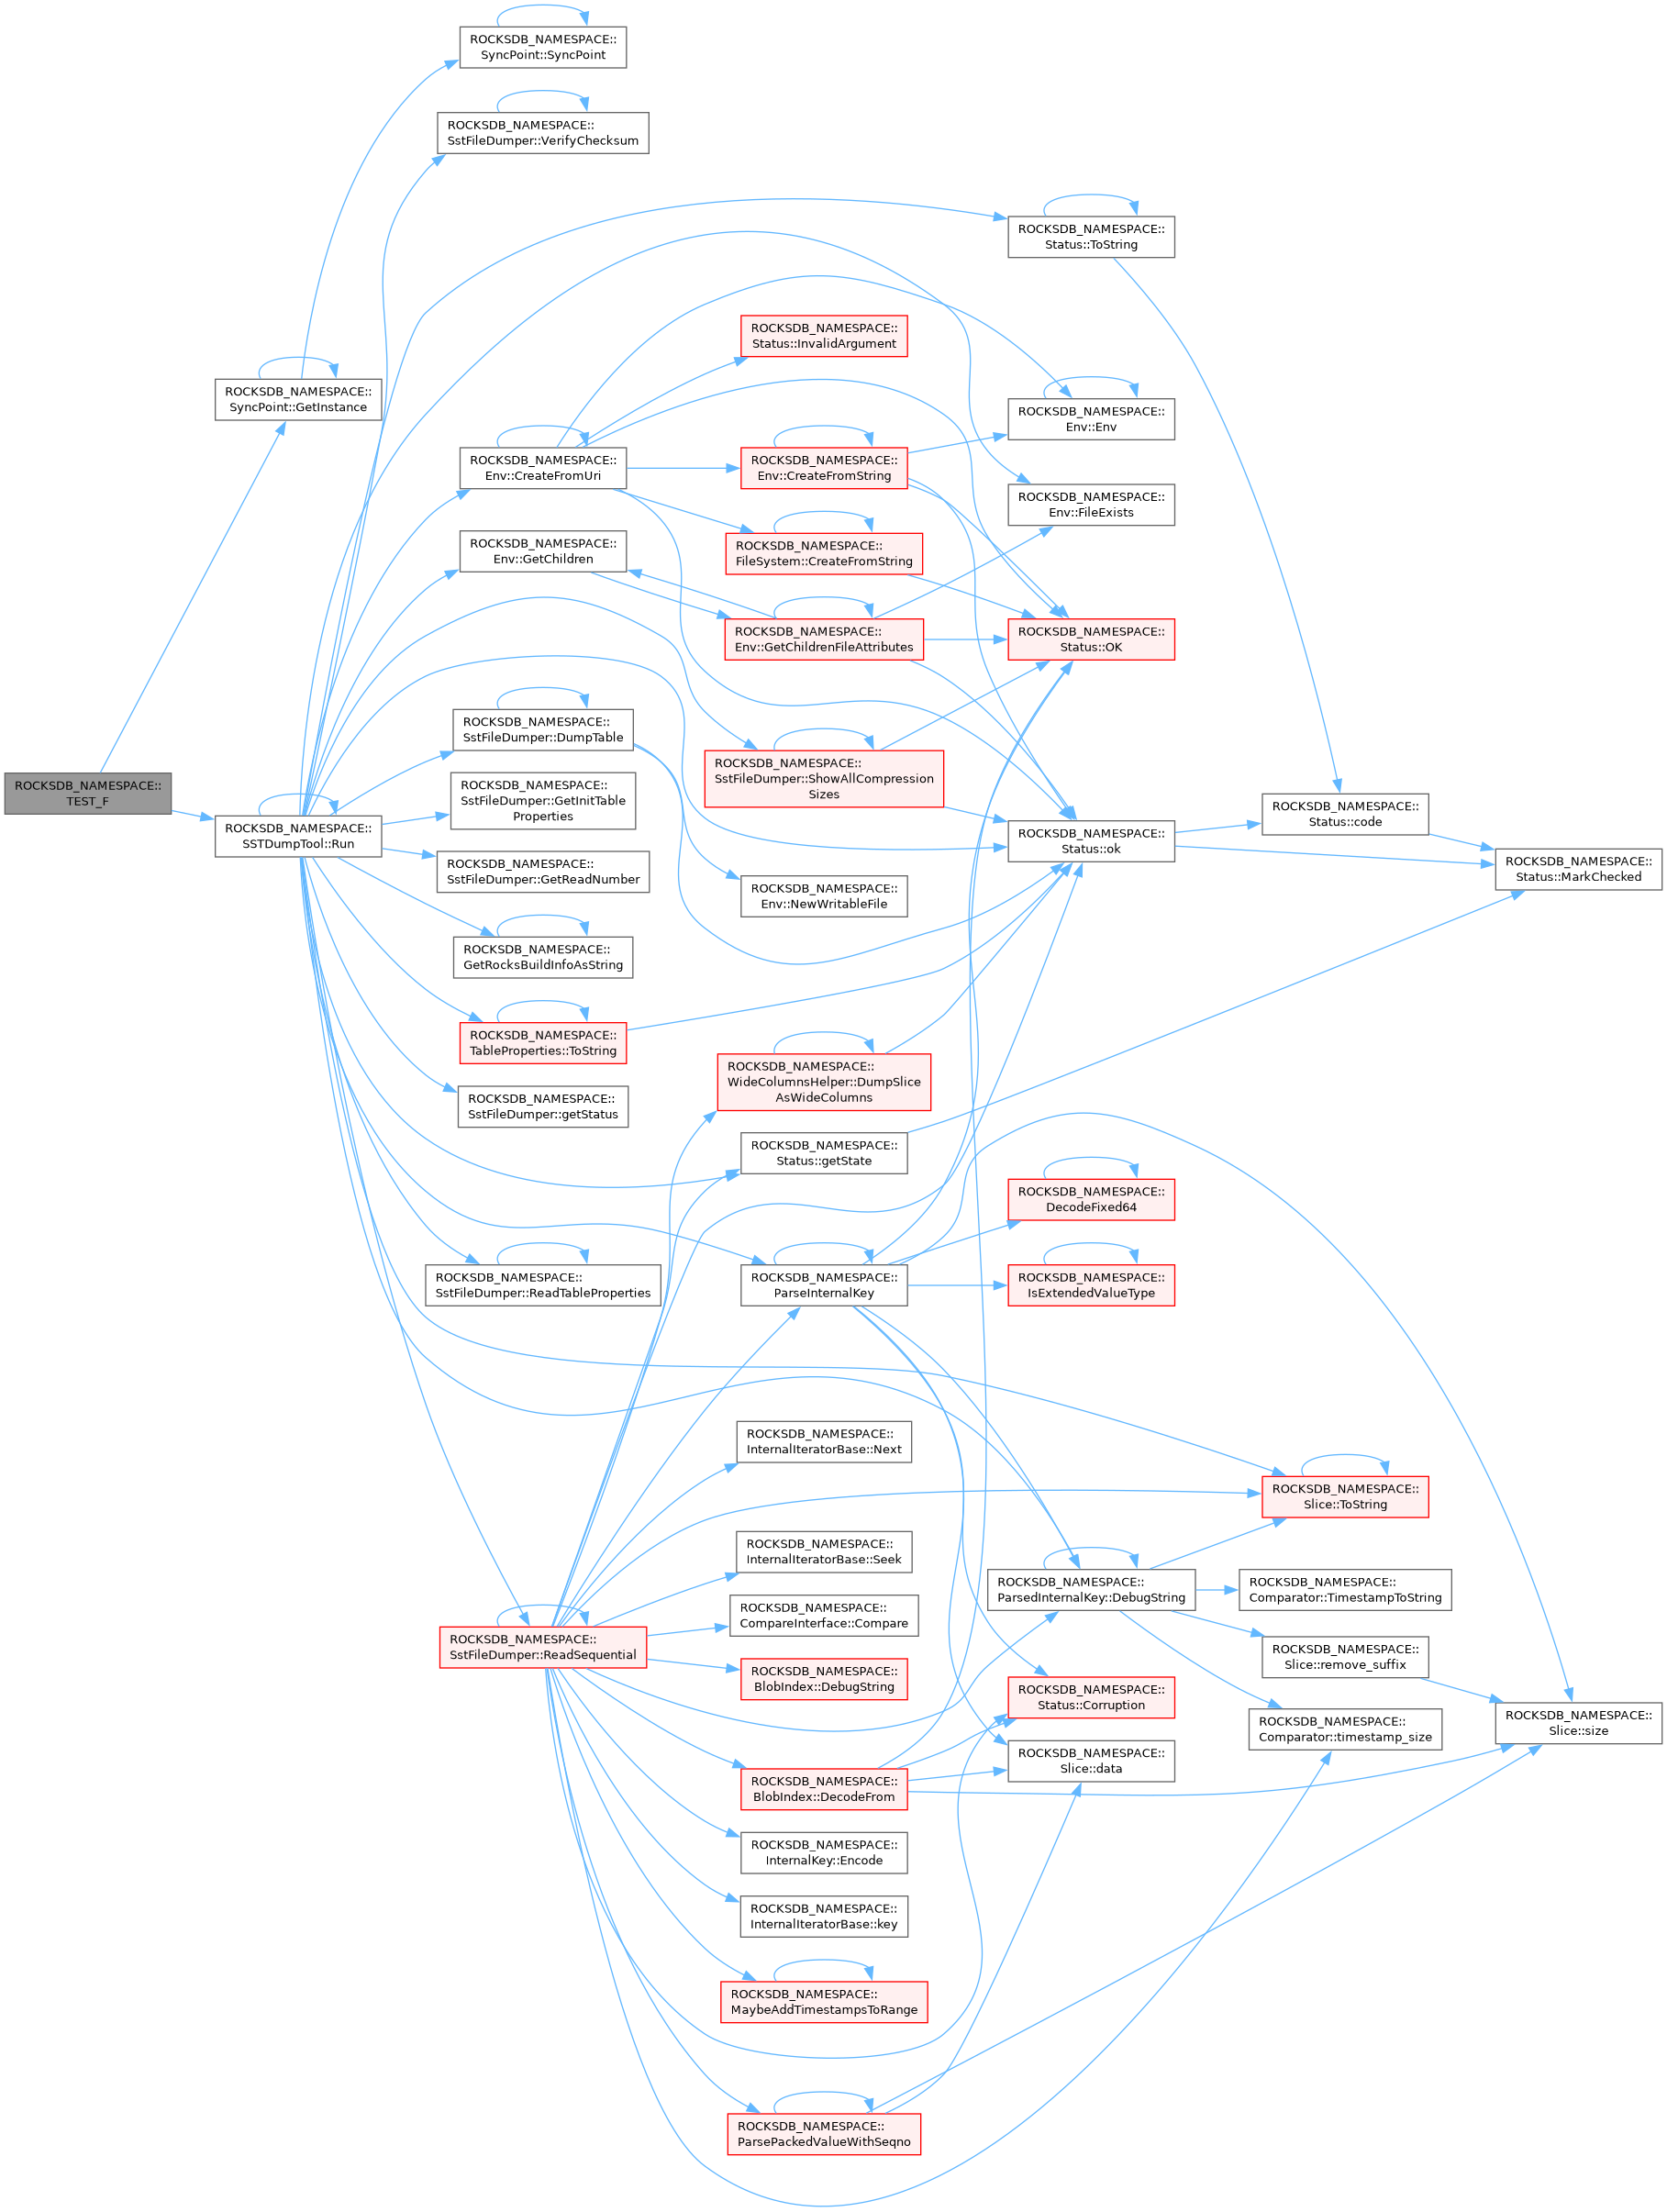 ROCKSDB_NAMESPACE::
SyncPoint::SyncPoint
ROCKSDB_NAMESPACE::
SstFileDumper::VerifyChecksum
ROCKSDB_NAMESPACE::
Status::ToString
ROCKSDB_NAMESPACE::
Status::InvalidArgument
ROCKSDB_NAMESPACE::
SyncPoint::GetInstance
ROCKSDB_NAMESPACE::
Env::Env
ROCKSDB_NAMESPACE::
Env::CreateFromUri
ROCKSDB_NAMESPACE::
Env::CreateFromString
ROCKSDB_NAMESPACE::
Env::FileExists
ROCKSDB_NAMESPACE::
Env::GetChildren
ROCKSDB_NAMESPACE::
FileSystem::CreateFromString
ROCKSDB_NAMESPACE::
Env::GetChildrenFileAttributes
ROCKSDB_NAMESPACE::
Status::OK
ROCKSDB_NAMESPACE::
SstFileDumper::DumpTable
ROCKSDB_NAMESPACE::
SstFileDumper::ShowAllCompression
Sizes
ROCKSDB_NAMESPACE::
TEST_F
ROCKSDB_NAMESPACE::
SstFileDumper::GetInitTable
Properties
ROCKSDB_NAMESPACE::
SSTDumpTool::Run
ROCKSDB_NAMESPACE::
Status::ok
ROCKSDB_NAMESPACE::
Status::code
ROCKSDB_NAMESPACE::
Status::MarkChecked
ROCKSDB_NAMESPACE::
SstFileDumper::GetReadNumber
ROCKSDB_NAMESPACE::
Env::NewWritableFile
ROCKSDB_NAMESPACE::
GetRocksBuildInfoAsString
ROCKSDB_NAMESPACE::
TableProperties::ToString
ROCKSDB_NAMESPACE::
WideColumnsHelper::DumpSlice
AsWideColumns
ROCKSDB_NAMESPACE::
SstFileDumper::getStatus
ROCKSDB_NAMESPACE::
Status::getState
ROCKSDB_NAMESPACE::
DecodeFixed64
ROCKSDB_NAMESPACE::
SstFileDumper::ReadTableProperties
ROCKSDB_NAMESPACE::
ParseInternalKey
ROCKSDB_NAMESPACE::
IsExtendedValueType
ROCKSDB_NAMESPACE::
InternalIteratorBase::Next
ROCKSDB_NAMESPACE::
Slice::ToString
ROCKSDB_NAMESPACE::
InternalIteratorBase::Seek
ROCKSDB_NAMESPACE::
ParsedInternalKey::DebugString
ROCKSDB_NAMESPACE::
Comparator::TimestampToString
ROCKSDB_NAMESPACE::
CompareInterface::Compare
ROCKSDB_NAMESPACE::
SstFileDumper::ReadSequential
ROCKSDB_NAMESPACE::
Slice::remove_suffix
ROCKSDB_NAMESPACE::
BlobIndex::DebugString
ROCKSDB_NAMESPACE::
Status::Corruption
ROCKSDB_NAMESPACE::
Comparator::timestamp_size
ROCKSDB_NAMESPACE::
Slice::size
ROCKSDB_NAMESPACE::
Slice::data
ROCKSDB_NAMESPACE::
BlobIndex::DecodeFrom
ROCKSDB_NAMESPACE::
InternalKey::Encode
ROCKSDB_NAMESPACE::
InternalIteratorBase::key
ROCKSDB_NAMESPACE::
MaybeAddTimestampsToRange
ROCKSDB_NAMESPACE::
ParsePackedValueWithSeqno